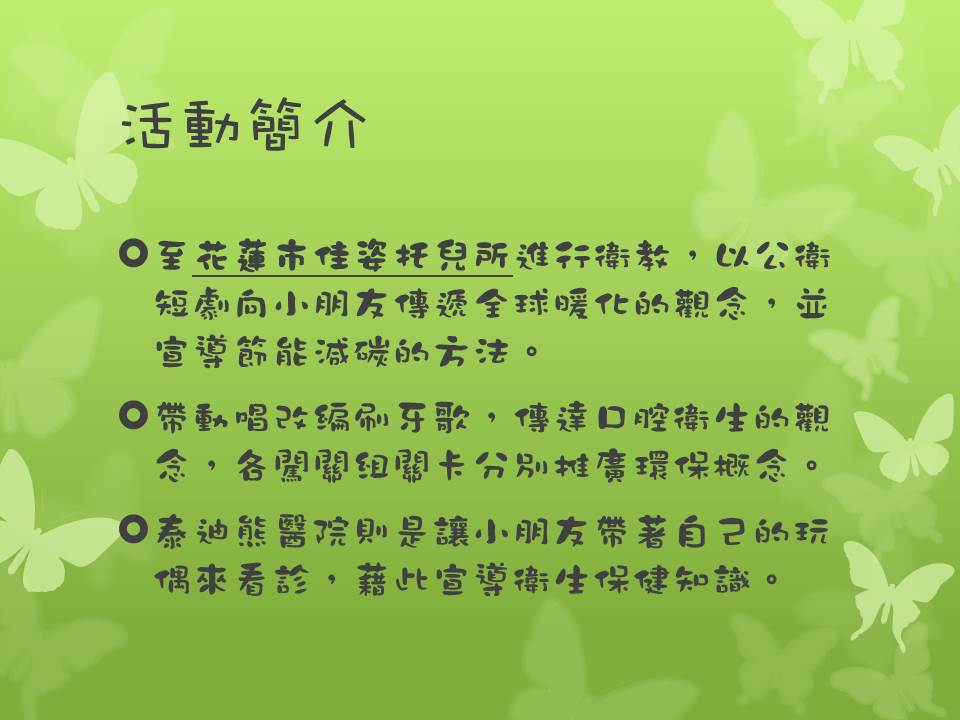 活動簡介
至花蓮市佳姿托兒所進行衛教，以公衛
短劇向小朋友傳遞全球暖化的觀念，並
宣導節能減碳的方法。
帶動唱改編刷牙歌，傳達口腔衛生的觀
念，各闖關組關卡分別推廣環保概念。
泰迪熊醫院則是讓小朋友帶著自己的玩
偶來看診，藉此宣導衛生保健知識。